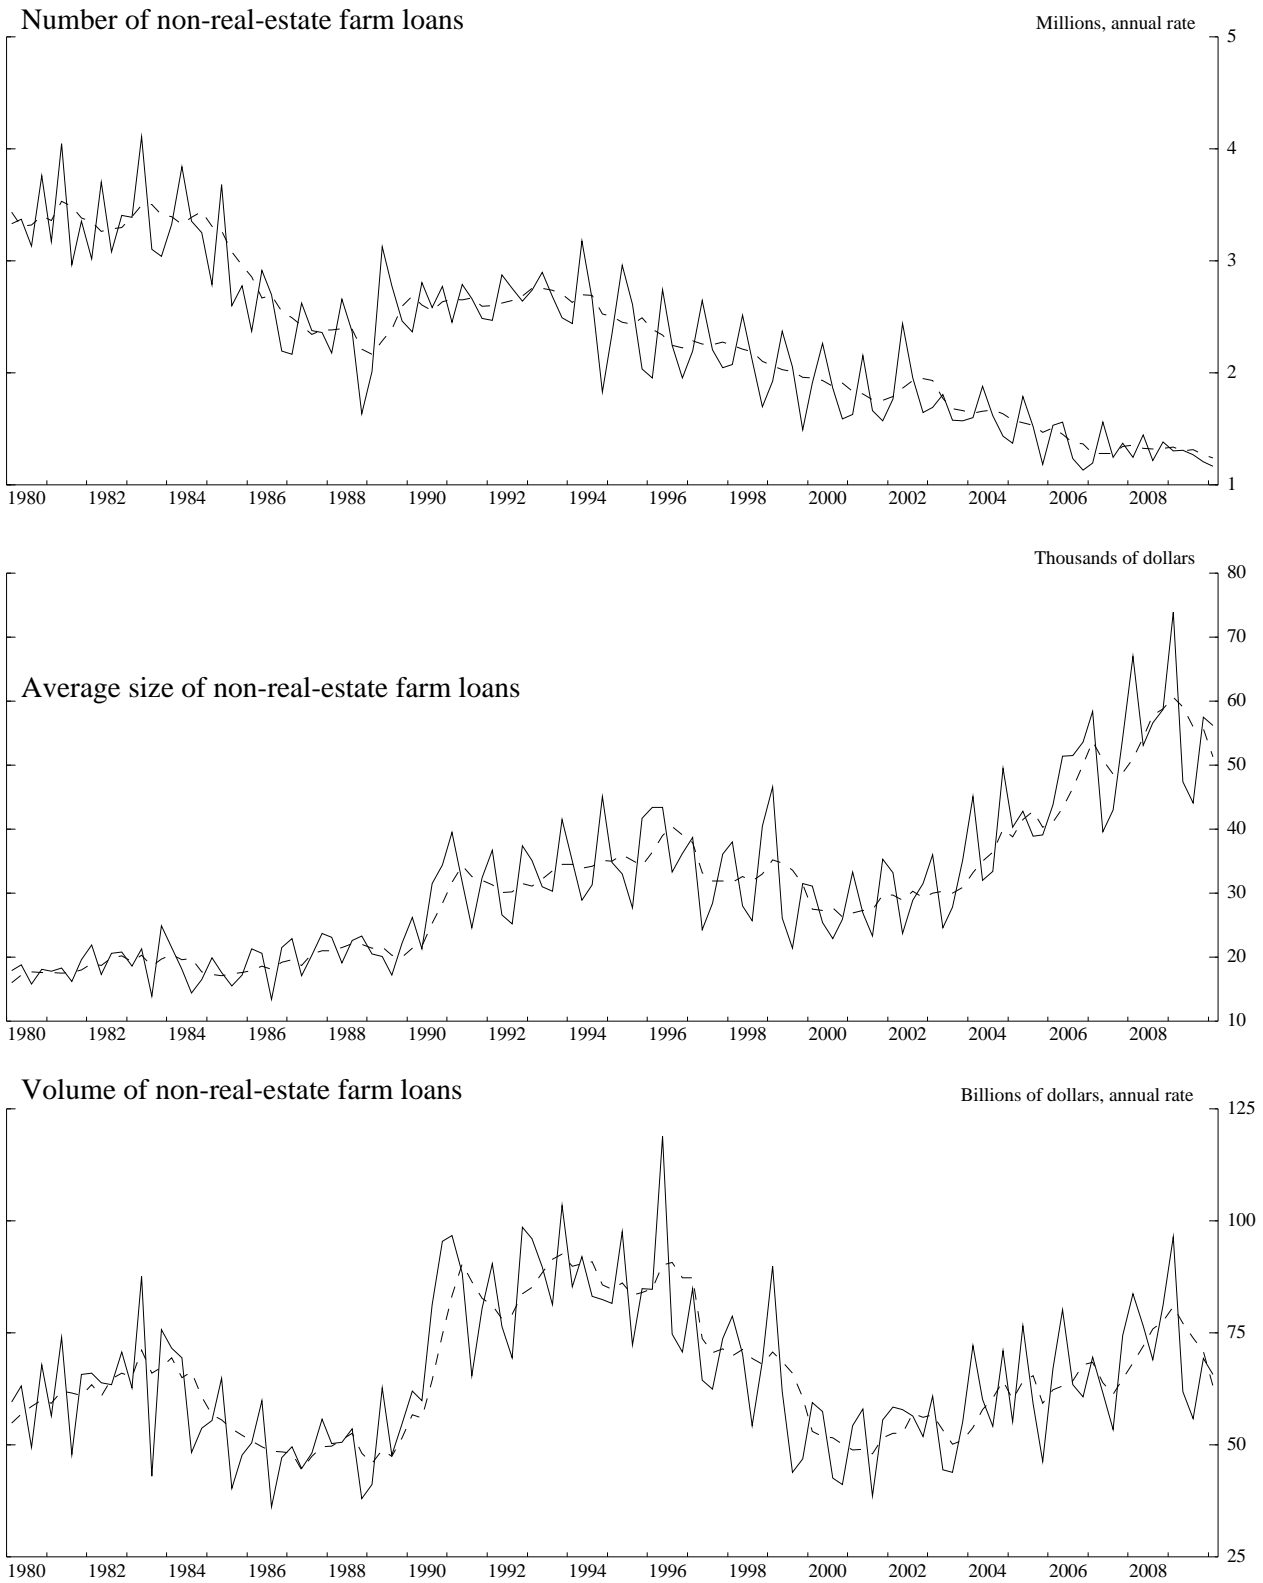 Number of non-real-estate farm loans
Millions, annual rate
5
4
3
2
1
1980 1982 1984 1986 1988 1990 1992 1994 1996 1998 2000 2002 2004 2006 2008
Thousands of dollars
80
70
Average size of non-real-estate farm loans
60
50
40
30
20
10
1980 1982 1984 1986 1988 1990 1992 1994 1996 1998 2000 2002 2004 2006 2008
Volume of non-real-estate farm loans
Billions of dollars, annual rate
125
100
75
50
25
1980 1982 1984 1986 1988 1990 1992 1994 1996 1998 2000 2002 2004 2006 2008